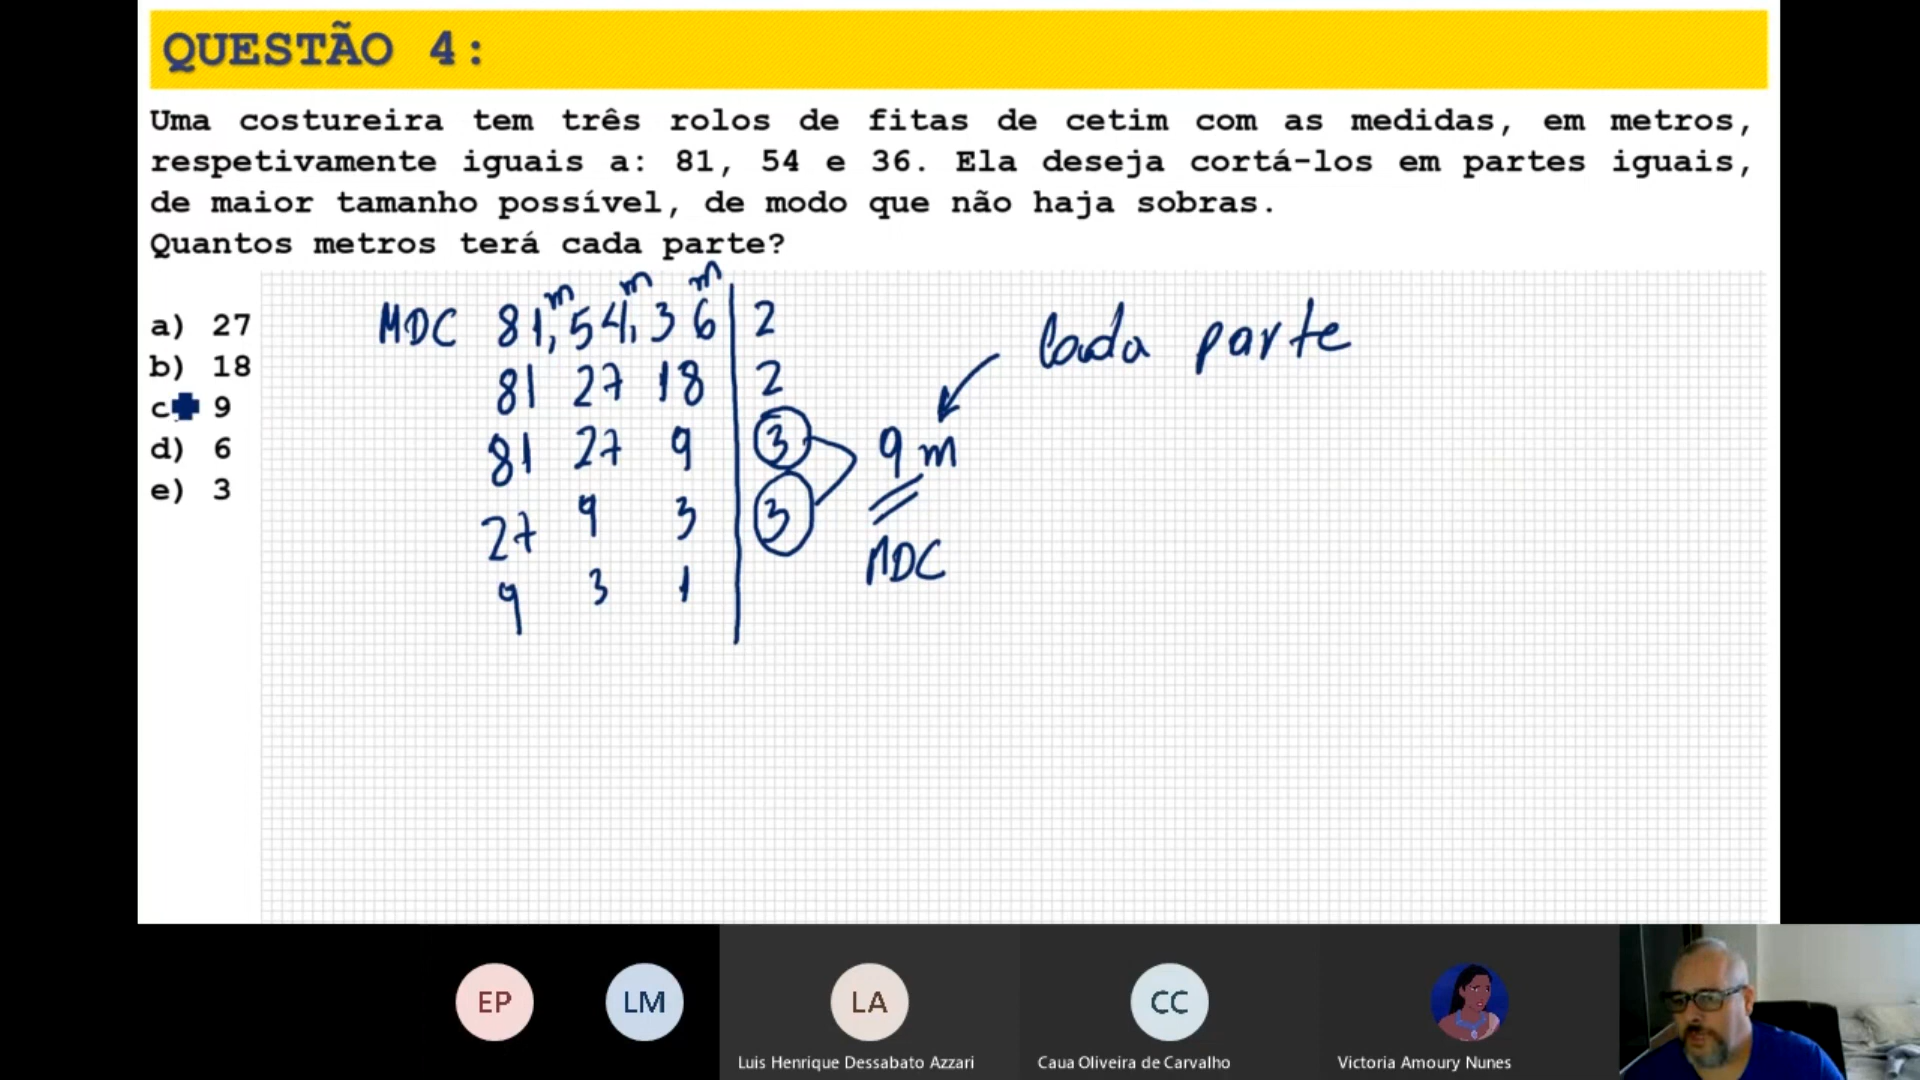 QUESTÃO 4:
Uma costureira tem três rolos de fitas de cetim com as medidas, em metros,
respetivamente iguais a: 81, 54 e 36. Ela deseja cortá-los em partes iguais,
de maior tamanho possível, de modo que não haja sobras.
Quantos metros terá cada parte?
a) 27
b) 18
c 9
d) 6
e) 3
m m m
MDC 81, 54, 36 2
81 27 18 2
81 27 9 3
27 9 3 3
9 3 1
9 m
MDC
Cada parte
EP
LM
LA
CC
Luis Henrique Dessabato Azzari
Caua Oliveira de Carvalho
Victoria Amoury Nunes